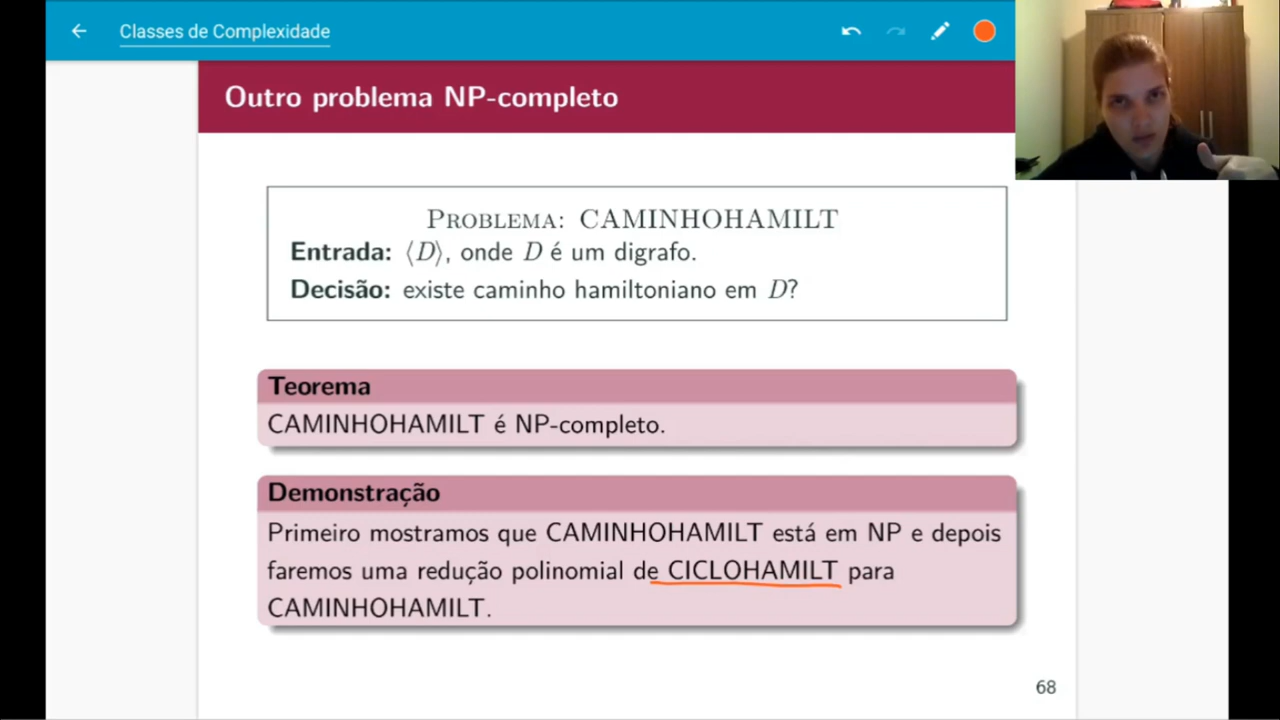 Classes de Complexidade
Outro problema NP-completo
Problema: CAMINHOHAMILT
Entrada: ⟨D⟩, onde D é um digrafo.
Decisão: existe caminho hamiltoniano em D?
Teorema
CAMINHOHAMILT é NP-completo.
Demonstração
Primeiro mostramos que CAMINHOHAMILT está em NP e depois
faremos uma redução polinomial de CICLOHAMILT para
CAMINHOHAMILT.
68